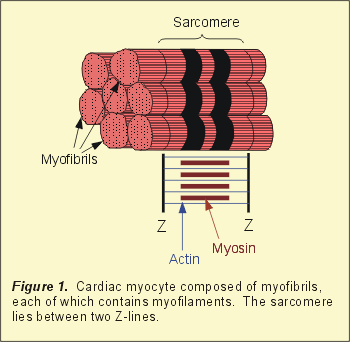 Sarcomere
Myofibrils
Z
Z
Actin
Myosin
Figure 1. Cardiac myocyte composed of myofibrils,
each of which contains myofilaments. The sarcomere
lies between two Z-lines.